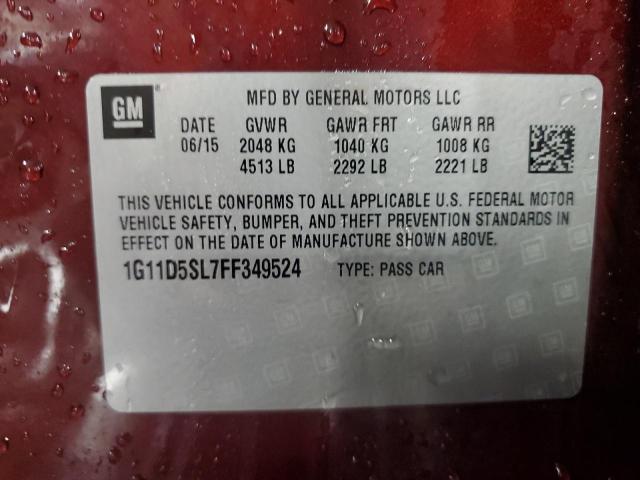 GM
MFD BY GENERAL MOTORS LLC
DATE GVWR GAWR FRT GAWR RR
06/15 2048 KG 1040 KG 1008 KG
4513 LB 2292 LB 2221 LB
THIS VEHICLE CONFORMS TO ALL APPLICABLE U.S. FEDERAL MOTOR
VEHICLE SAFETY, BUMPER, AND THEFT PREVENTION STANDARDS IN
EFFECT ON THE DATE OF MANUFACTURE SHOWN ABOVE.
1G11D5SL7FF349524 TYPE: PASS CAR